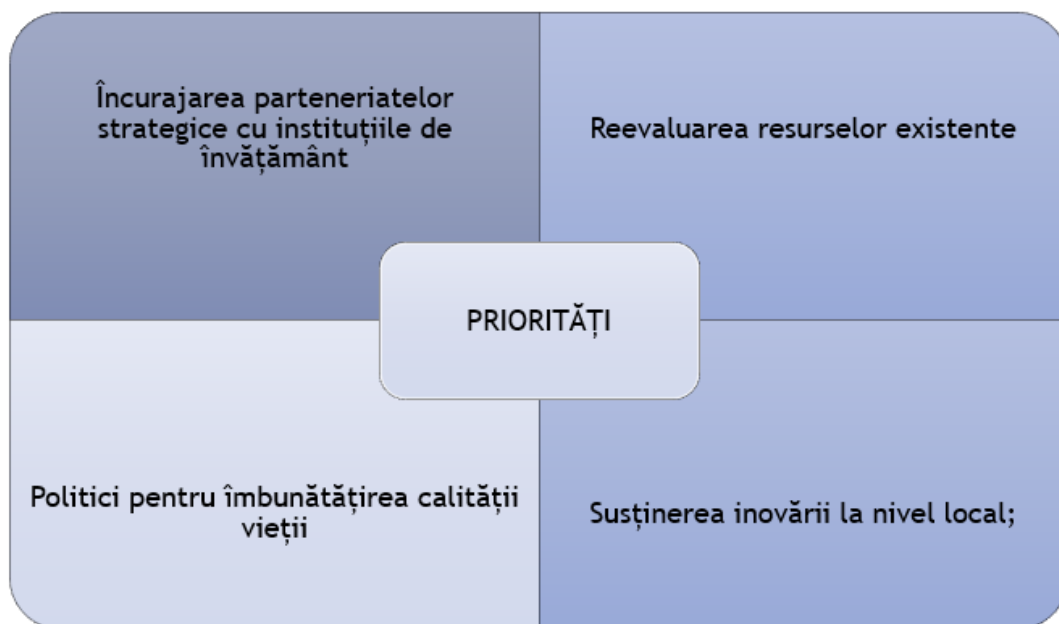 Încurajarea parteneriatelor
strategice cu instituțiile de
învățământ
Reevaluarea resurselor existente
PRIORITĂȚI
Politici pentru îmbunătățirea calității
vieții
Susținerea inovării la nivel local;